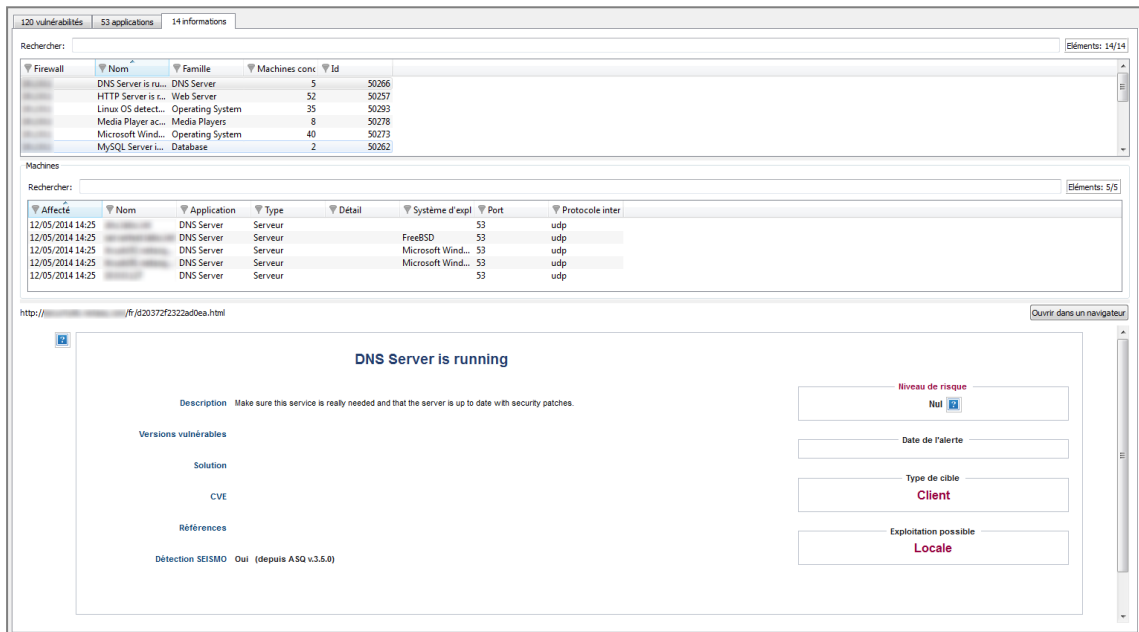 120 vulnérabilités 53 applications 14 informations
Rechercher: Eléments: 14/14
Firewall Nom Famille Machines conc Id
DNS Server is ru... DNS Server 5 50266
HTTP Server is r... Web Server 52 50257
Linux OS detect... Operating System 35 50293
Media Player ac... Media Players 8 50278
Microsoft Wind... Operating System 40 50273
MySQL Server i... Database 2 50262
Machines
Rechercher: Eléments: 5/5
Affecté Nom Application Type Détail Système d'expl Port Protocole inter
12/05/2014 14:25 DNS Server Serveur 53 udp
12/05/2014 14:25 DNS Server Serveur FreeBSD 53 udp
12/05/2014 14:25 DNS Server Serveur Microsoft Wind... 53 udp
12/05/2014 14:25 DNS Server Serveur Microsoft Wind... 53 udp
12/05/2014 14:25 DNS Server Serveur 53 udp
http:// /fr/d20372f2322ad0ea.html Ouvrir dans un navigateur
DNS Server is running
Niveau de risque
Nul
Description Make sure this service is really needed and that the server is up to date with security patches.
Versions vulnérables
Date de l'alerte
Solution
Type de cible
CVE
Client
Références
Exploitation possible
Locale
Détection SEISMO Oui (depuis ASQ v.3.5.0)